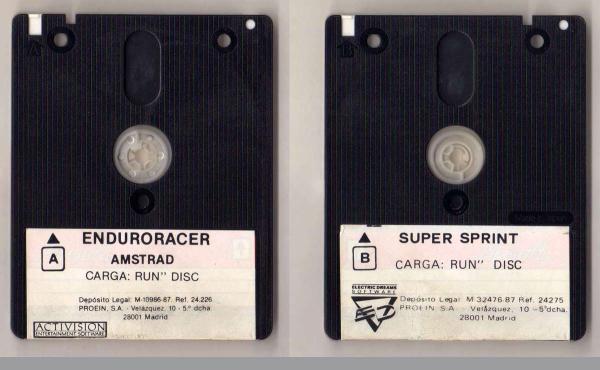 ENDURORACER
A
AMSTRAD
CARGA: RUN" DISC
Depósito Legal: M-10986-87. Ref. 24.226
PROEIN, S.A. - Velázquez, 10 - 5º dcha.
28001 Madrid
ACTIVISION
ENTERTAINMENT SOFTWARE
SUPER SPRINT
B
CARGA: RUN" DISC
ELECTRIC DREAMS
SOFTWARE
ED
Depósito Legal M 32476-87 Ref. 24275
PROEIN S.A. - Velázquez, 10 - 5º dcha.
28001 Madrid